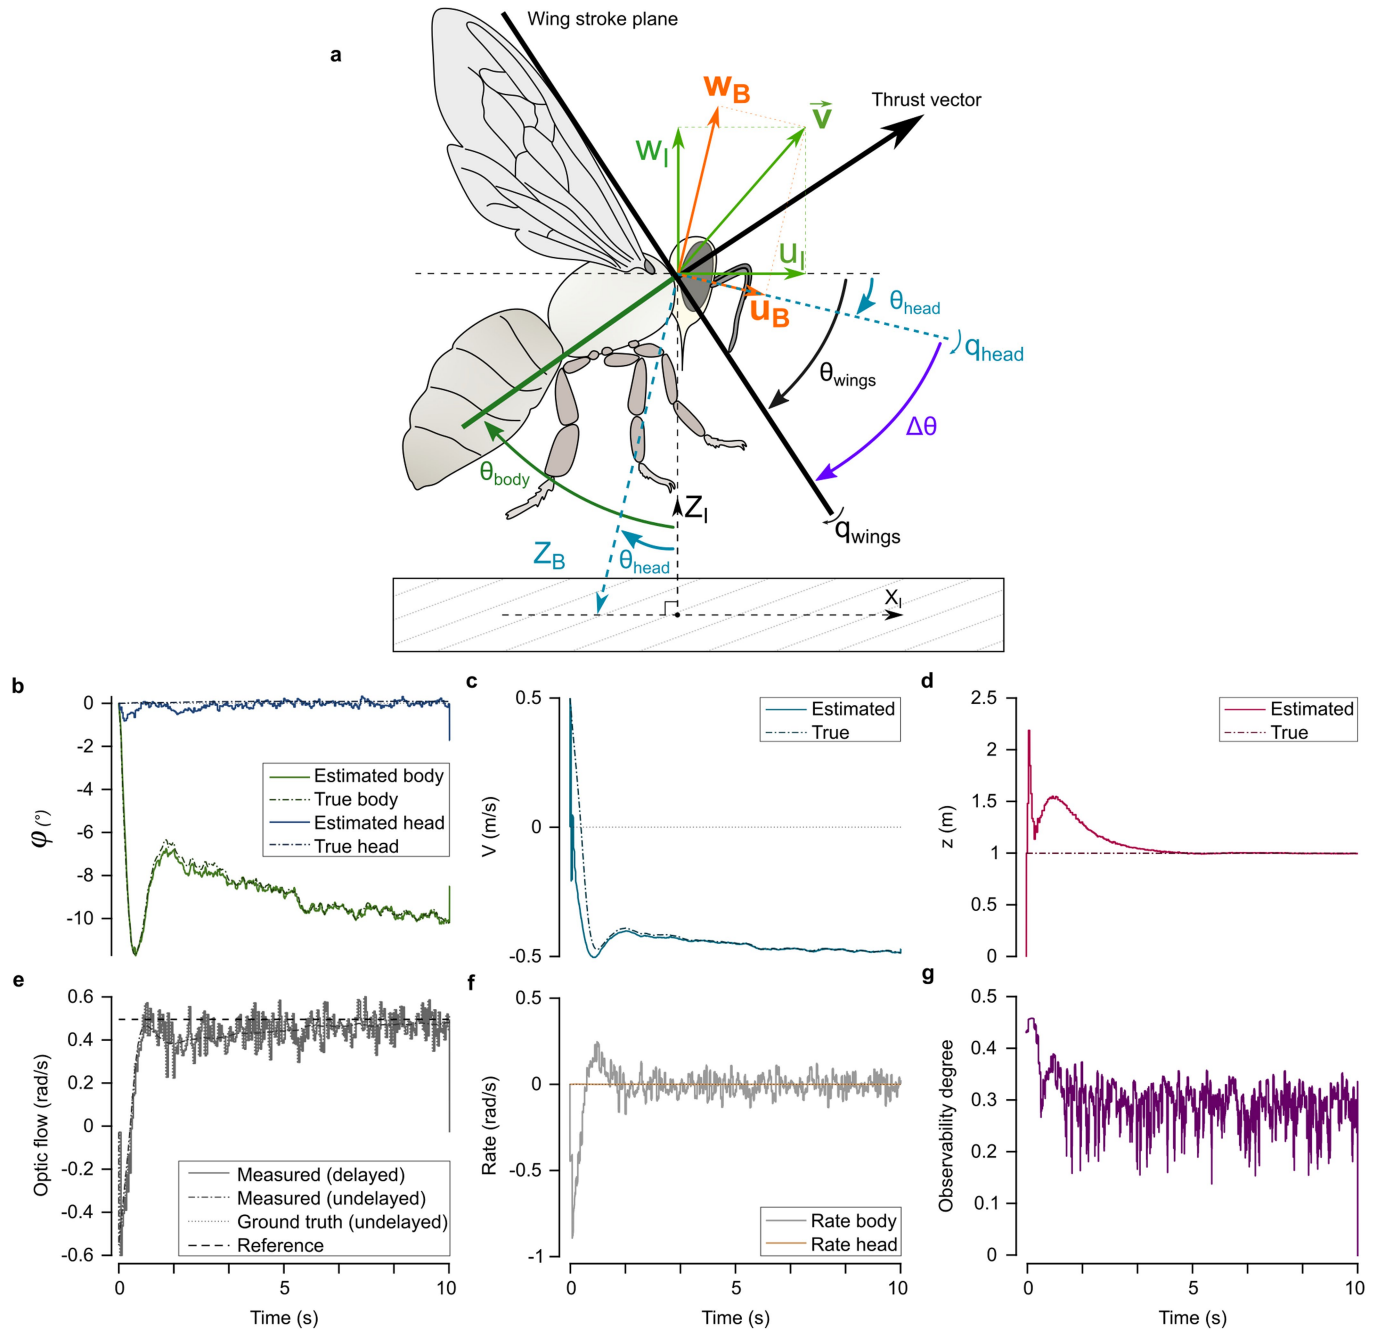 a
Wing stroke plane
w_B
v
Thrust vector
w_I
u_I
u_B
θ_head
q_head
θ_wings
Δθ
θ_body
Z_I
q_wings
Z_B
θ_head
X_I
b
0
-2
-4
-6
-8
-10
φ (°)
Estimated body
True body
Estimated head
True head
c
0.5
0
-0.5
V (m/s)
Estimated
True
d
2.5
2
1.5
1
0.5
0
z (m)
Estimated
True
e
0.6
0.4
0.2
0
-0.2
-0.4
-0.6
Optic flow (rad/s)
Measured (delayed)
Measured (undelayed)
Ground truth (undelayed)
Reference
0 5 10
Time (s)
f
0.5
0
-0.5
-1
Rate (rad/s)
Rate body
Rate head
0 5 10
Time (s)
g
0.5
0.4
0.3
0.2
0.1
0
Observability degree
0 5 10
Time (s)